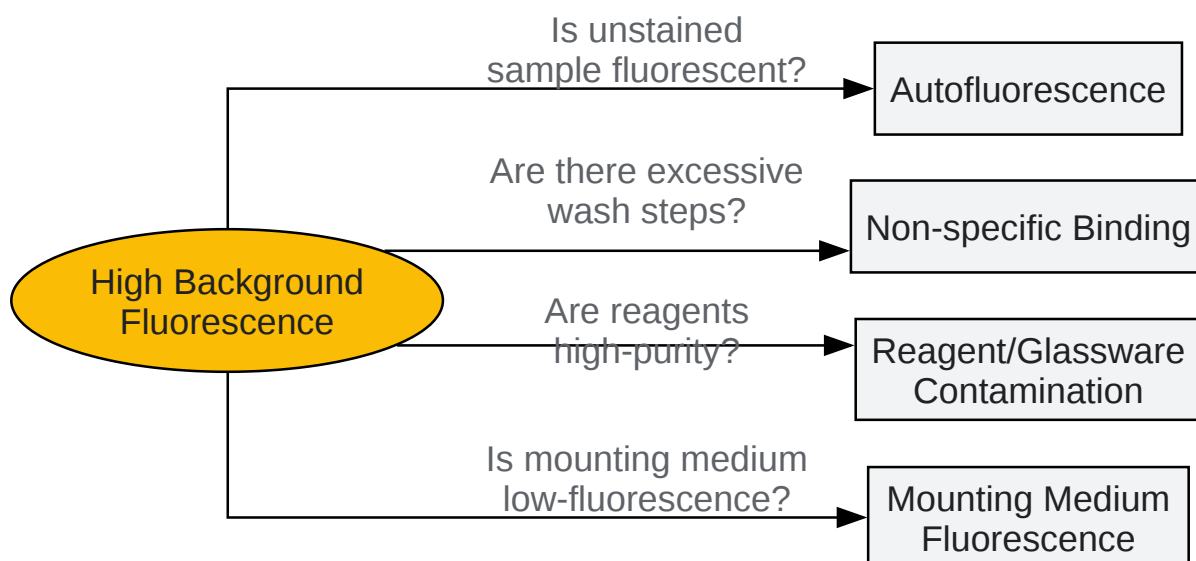 Is unstained
sample fluorescent?
Autofluorescence
Are there excessive
wash steps?
Non-specific Binding
High Background
Fluorescence
Are reagents
high-purity?
Reagent/Glassware
Contamination
Is mounting medium
low-fluorescence?
Mounting Medium
Fluorescence